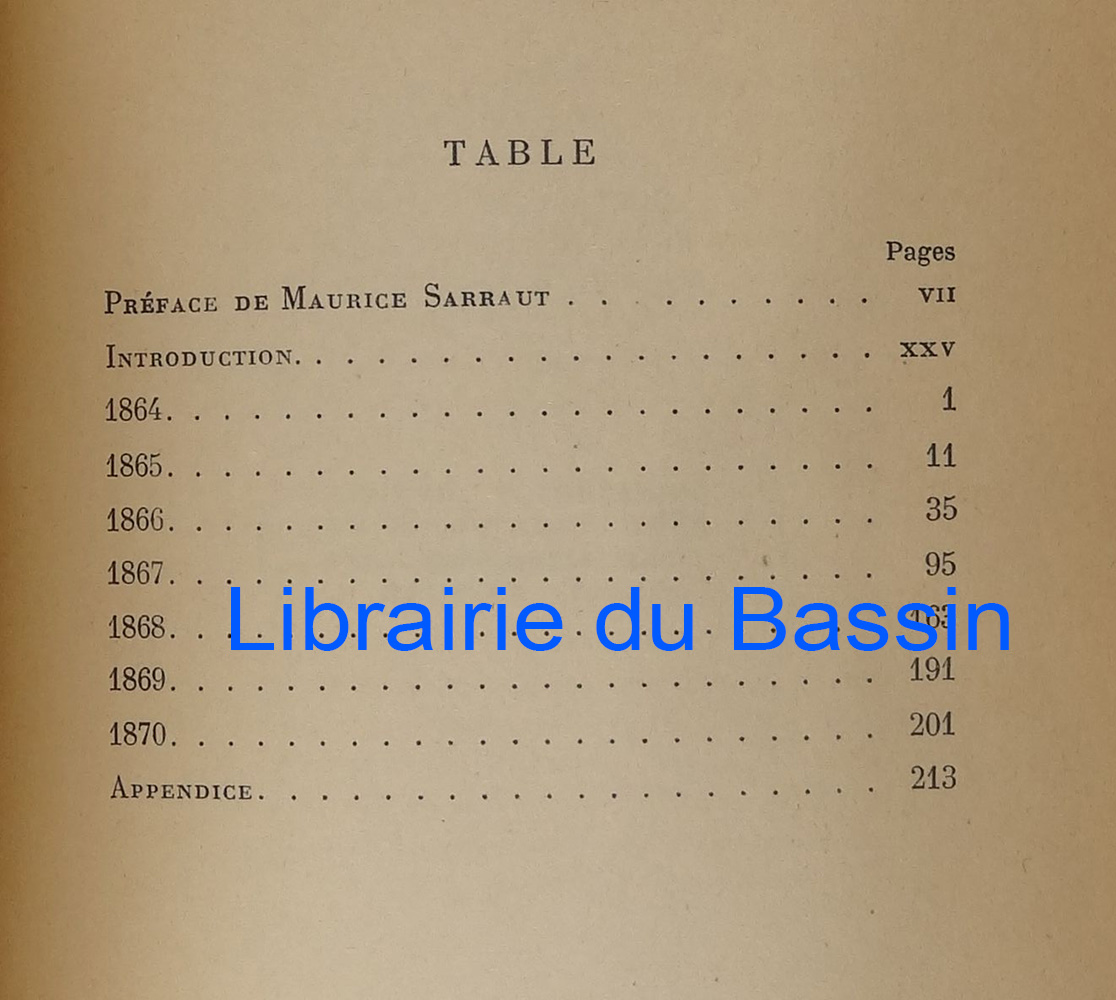 TABLE
Pages
PRÉFACE DE MAURICE SARRAUT . . . . . . . . . . VII
INTRODUCTION. . . . . . . . . . . . . . . . . . . XXV
1864. . . . . . . . . . . . . . . . . . . . . . . . 1
1865. . . . . . . . . . . . . . . . . . . . . . . . 11
1866. . . . . . . . . . . . . . . . . . . . . . . . 35
1867. . . . . . . . . . . . . . . . . . . . . . . . 95
1868. . . . . . . . . . . . . . . . . . . . . . . . 163
Librairie du Bassin
1869. . . . . . . . . . . . . . . . . . . . . . . . 191
1870. . . . . . . . . . . . . . . . . . . . . . . . 201
APPENDICE. . . . . . . . . . . . . . . . . . . . 213